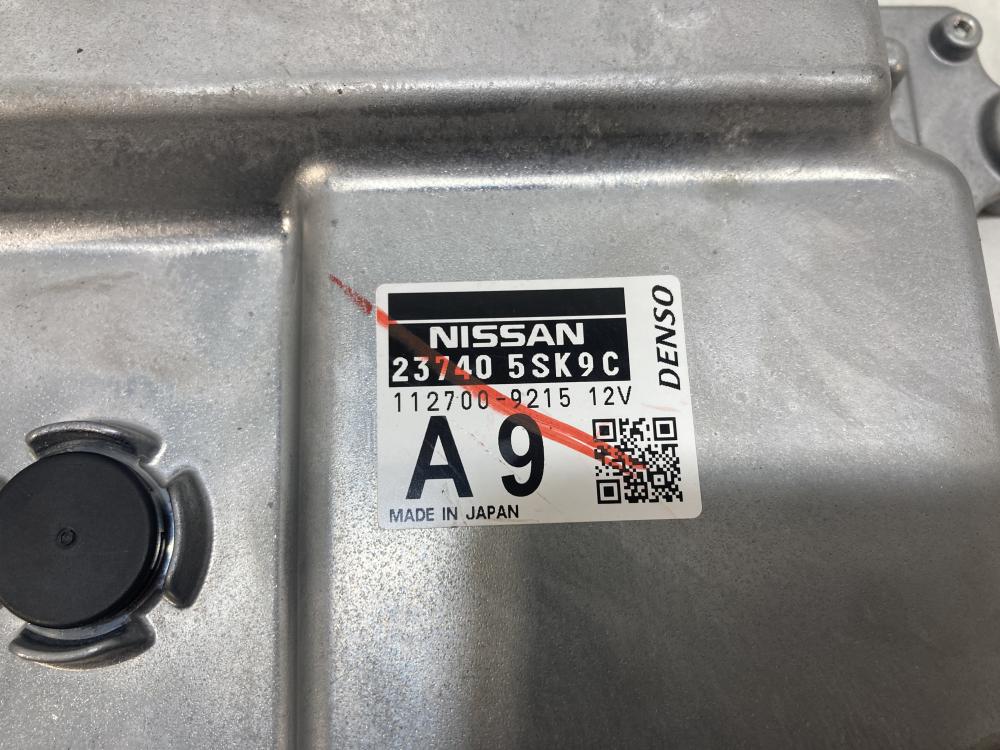 NISSAN
23740 5SK9C
112700-9215 12V
A 9
MADE IN JAPAN
DENSO